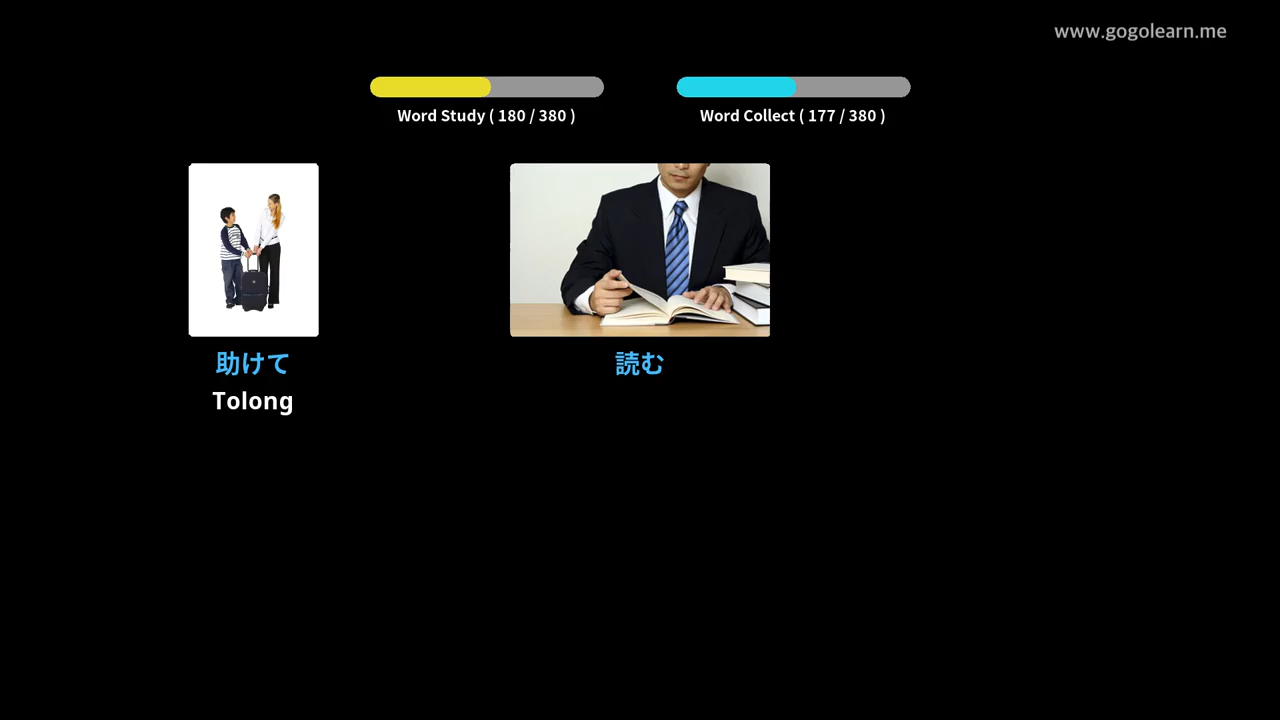 www.gogolearn.me
Word Study ( 180 / 380 )
Word Collect ( 177 / 380 )
助けて
Tolong
読む